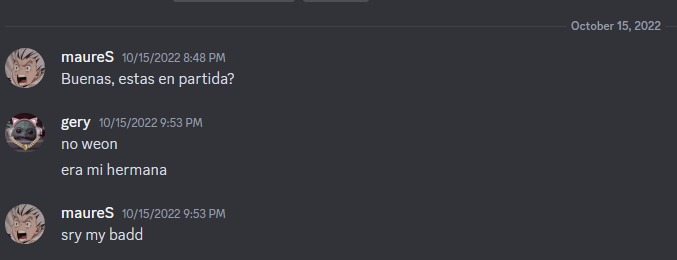 October 15, 2022
maureS 10/15/2022 8:48 PM
Buenas, estas en partida?
gery 10/15/2022 9:53 PM
no weon
era mi hermana
maureS 10/15/2022 9:53 PM
sry my badd